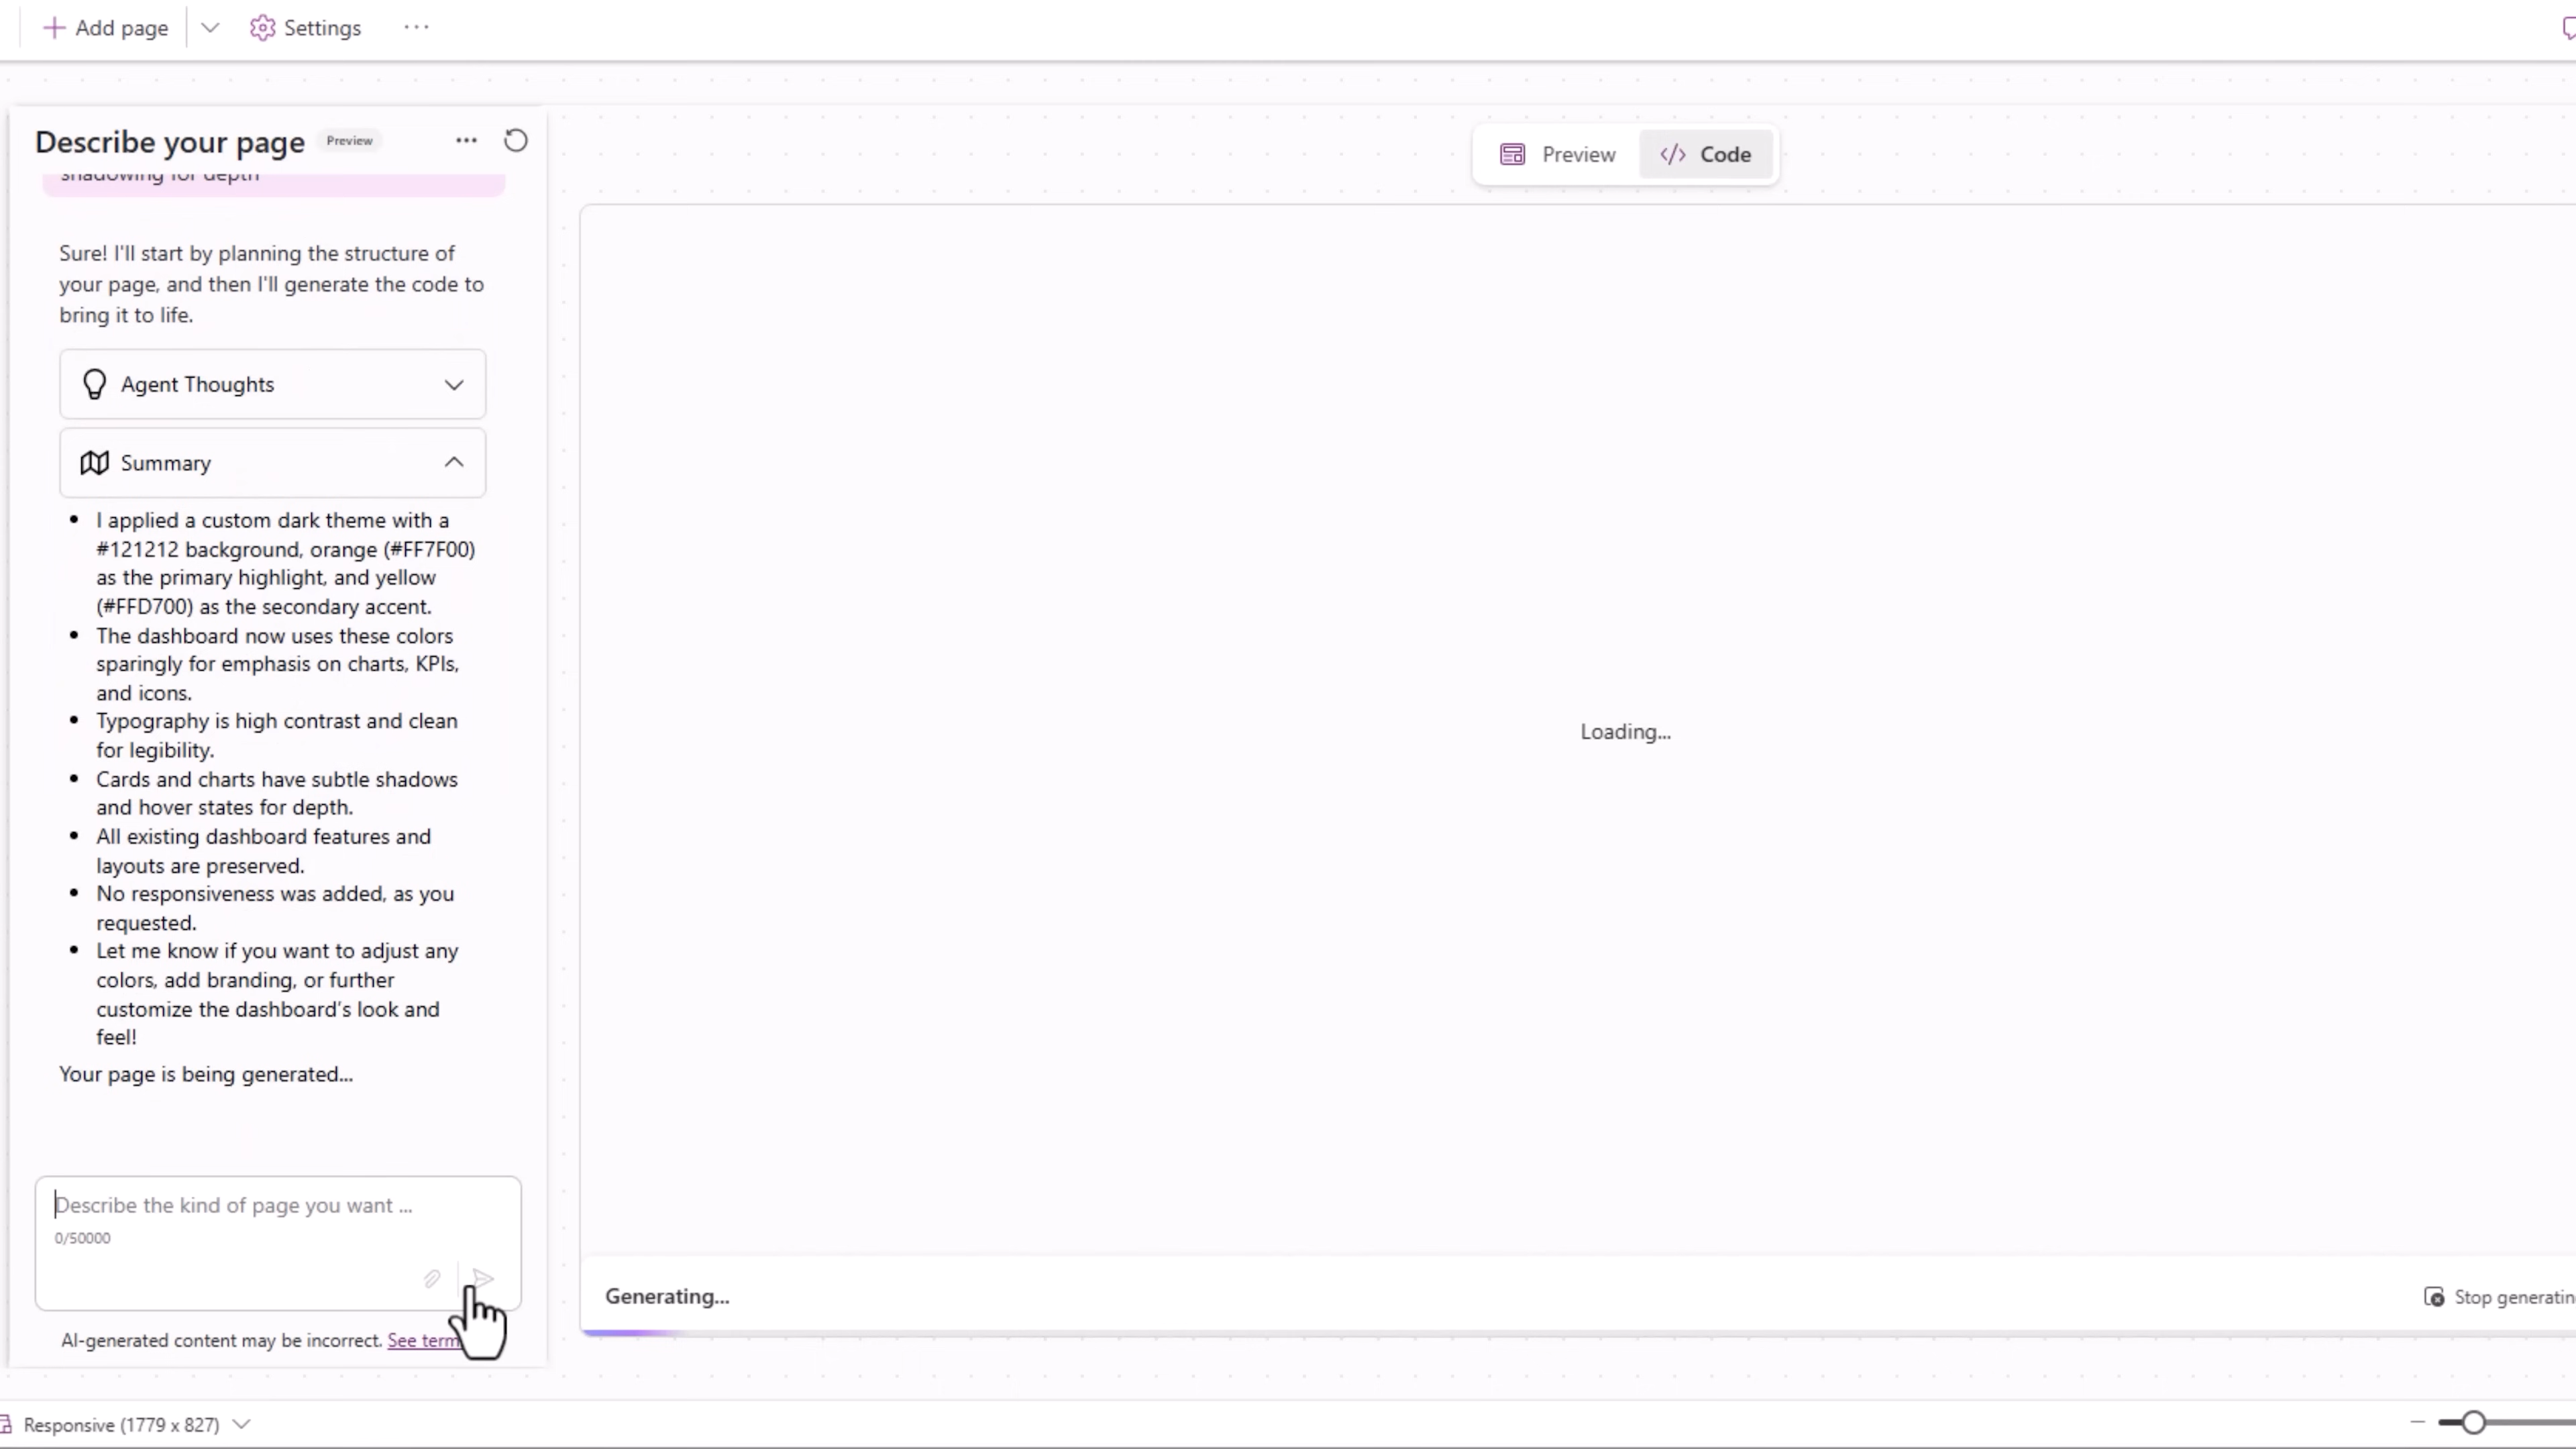 Add page
Settings
Describe your page
Preview
shadowing for depth
Sure! I'll start by planning the structure of
your page, and then I'll generate the code to
bring it to life.
Agent Thoughts
Summary
• I applied a custom dark theme with a
#121212 background, orange (#FF7F00)
as the primary highlight, and yellow
(#FFD700) as the secondary accent.
• The dashboard now uses these colors
sparingly for emphasis on charts, KPIs,
and icons.
• Typography is high contrast and clean
for legibility.
• Cards and charts have subtle shadows
and hover states for depth.
• All existing dashboard features and
layouts are preserved.
• No responsiveness was added, as you
requested.
• Let me know if you want to adjust any
colors, add branding, or further
customize the dashboard's look and
feel!
Your page is being generated...
Describe the kind of page you want ...
0/50000
AI-generated content may be incorrect. See term
Preview
Code
Loading...
Generating...
Stop generatin
Responsive (1779 x 827)